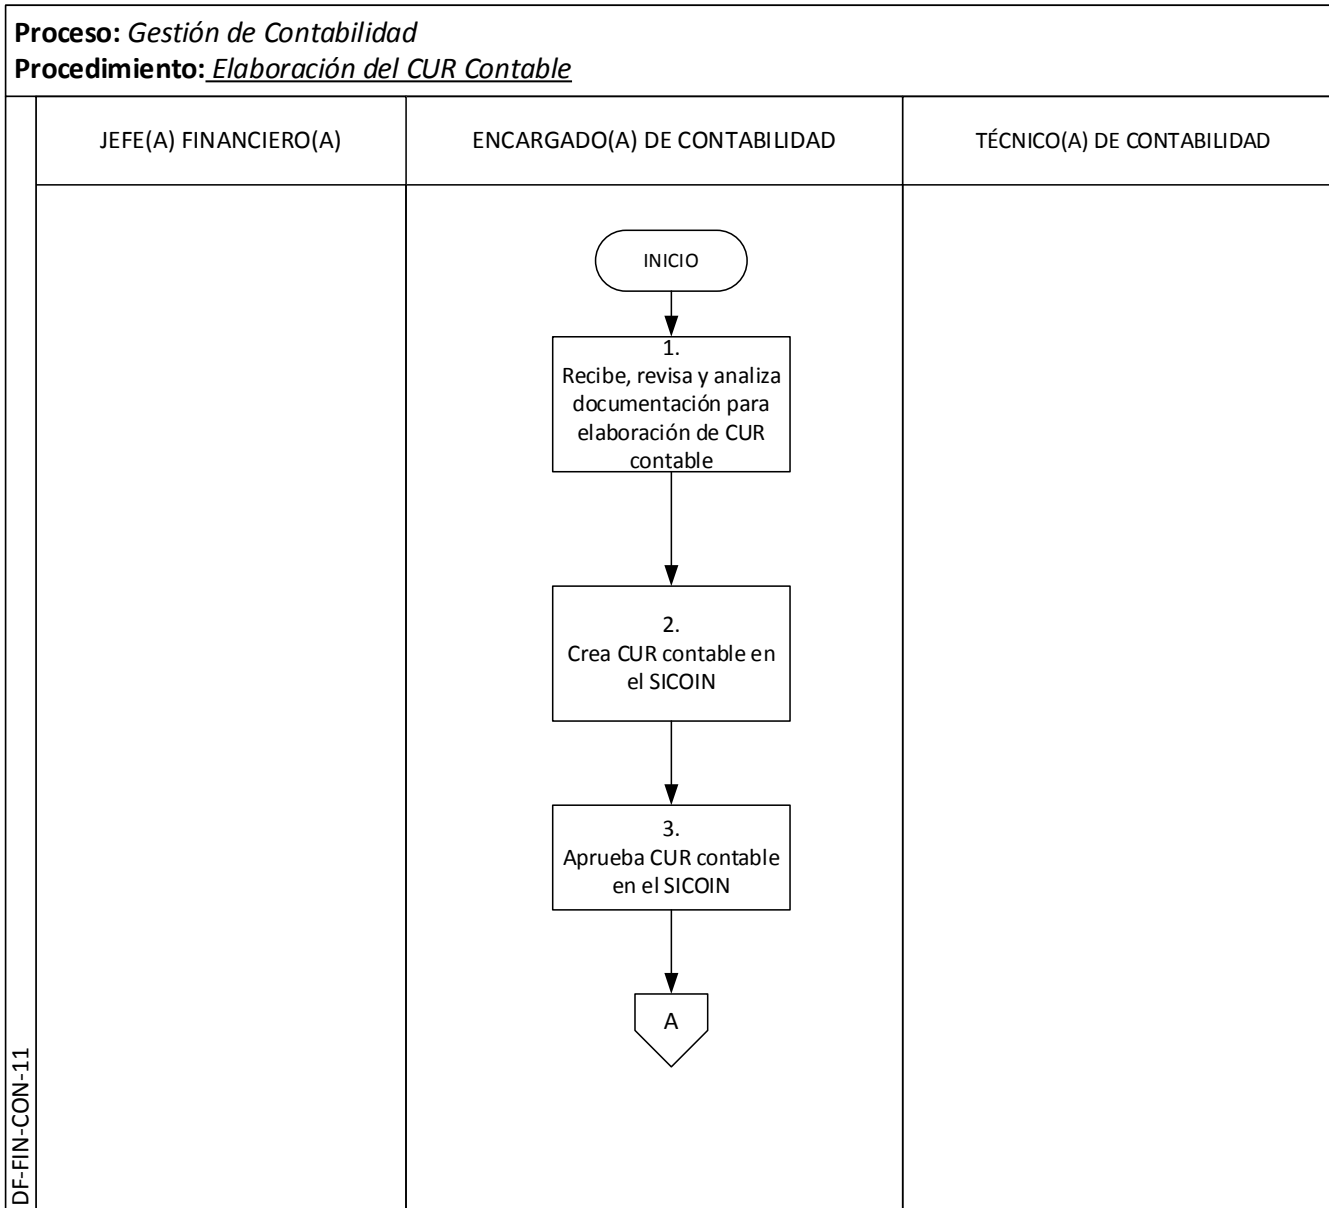 Proceso: Gestión de Contabilidad
Procedimiento: Elaboración del CUR Contable
JEFE(A) FINANCIERO(A)
ENCARGADO(A) DE CONTABILIDAD
TÉCNICO(A) DE CONTABILIDAD
INICIO
1.
Recibe, revisa y analiza
documentación para
elaboración de CUR
contable
2.
Crea CUR contable en
el SICOIN
3.
Aprueba CUR contable
en el SICOIN
A
DF-FIN-CON-11